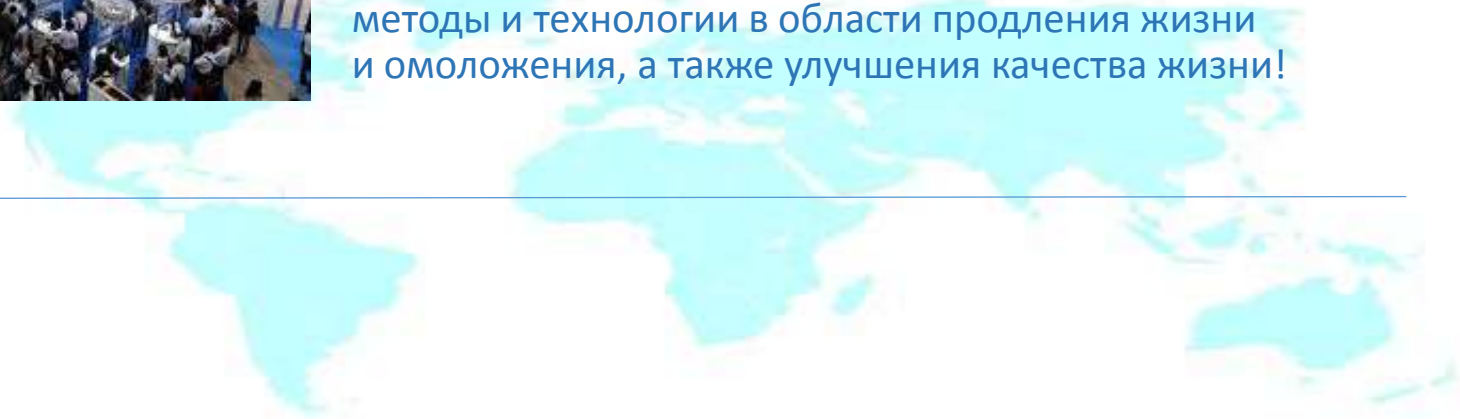 методы и технологии в области продления жизни
и омоложения, а также улучшения качества жизни!